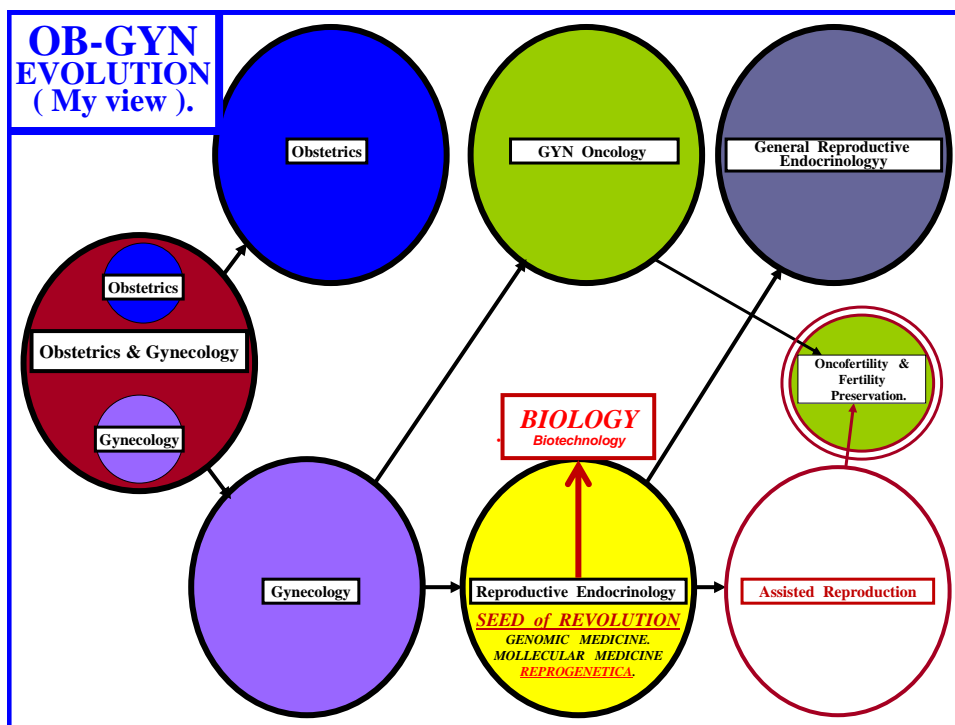 OB-GYN
EVOLUTION
( My view ).
Obstetrics
GYN Oncology
General Reproductive
Endocrinologyy
Obstetrics
Obstetrics & Gynecology
Gynecology
Oncofertility &
Fertility
Preservation.
BIOLOGY
Biotechnology
Gynecology
Reproductive Endocrinology
SEED of REVOLUTION
GENOMIC MEDICINE.
MOLLECULAR MEDICINE
REPROGENETICA.
Assisted Reproduction